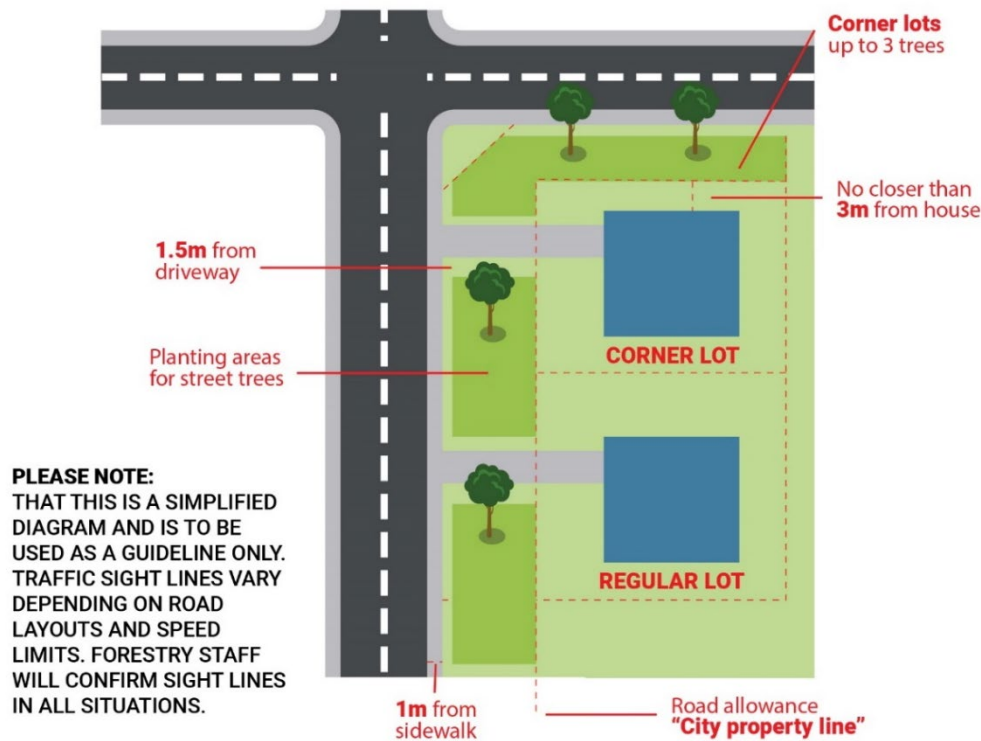 Corner lots
up to 3 trees
No closer than
3m from house
1.5m from
driveway
CORNER LOT
Planting areas
for street trees
PLEASE NOTE:
THAT THIS IS A SIMPLIFIED
DIAGRAM AND IS TO BE
USED AS A GUIDELINE ONLY.
TRAFFIC SIGHT LINES VARY
DEPENDING ON ROAD
LAYOUTS AND SPEED
LIMITS. FORESTRY STAFF
WILL CONFIRM SIGHT LINES
IN ALL SITUATIONS.
REGULAR LOT
1m from
sidewalk
Road allowance
“City property line”